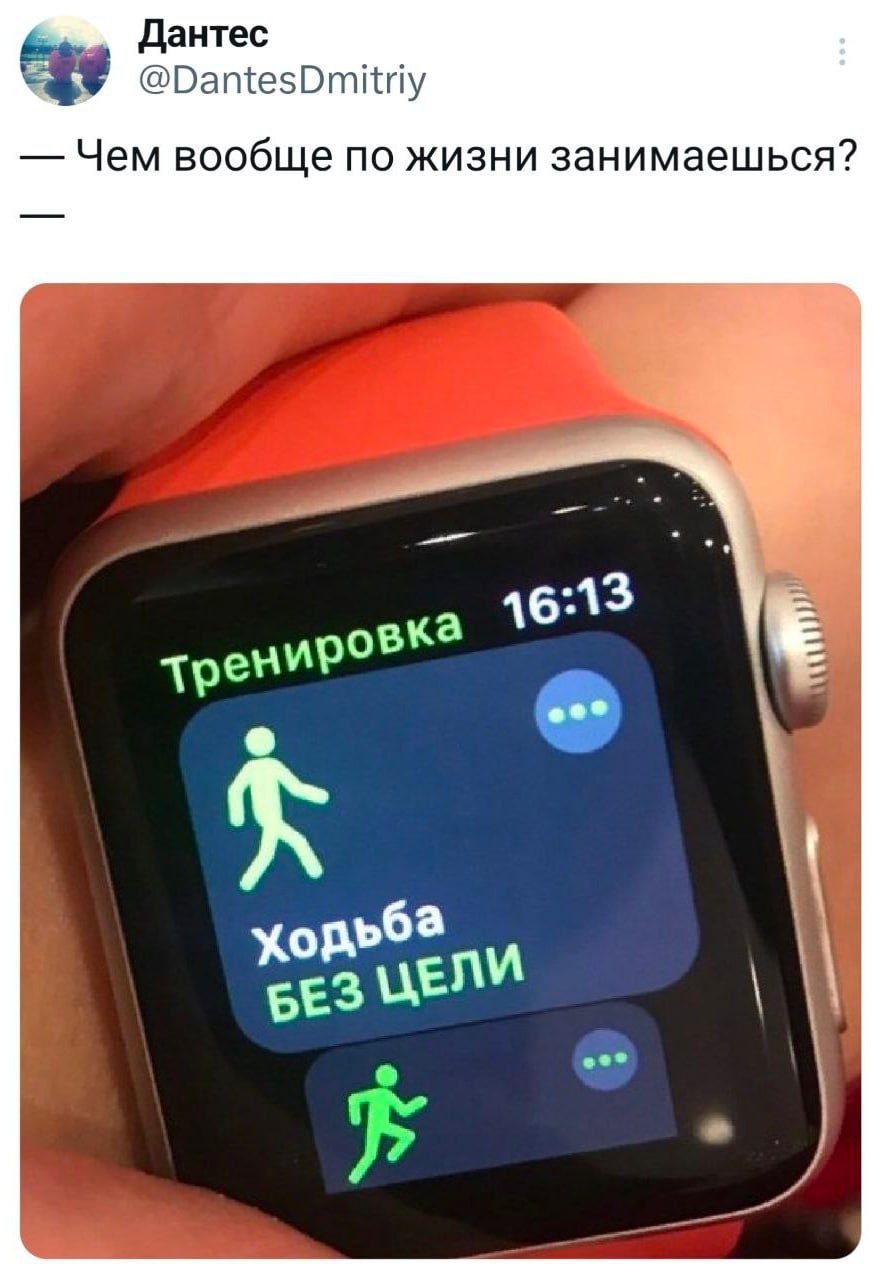 Дантес
@DantesDmitriy
— Чем вообще по жизни занимаешься?
—
Тренировка 16:13
Ходьба
БЕЗ ЦЕЛИ